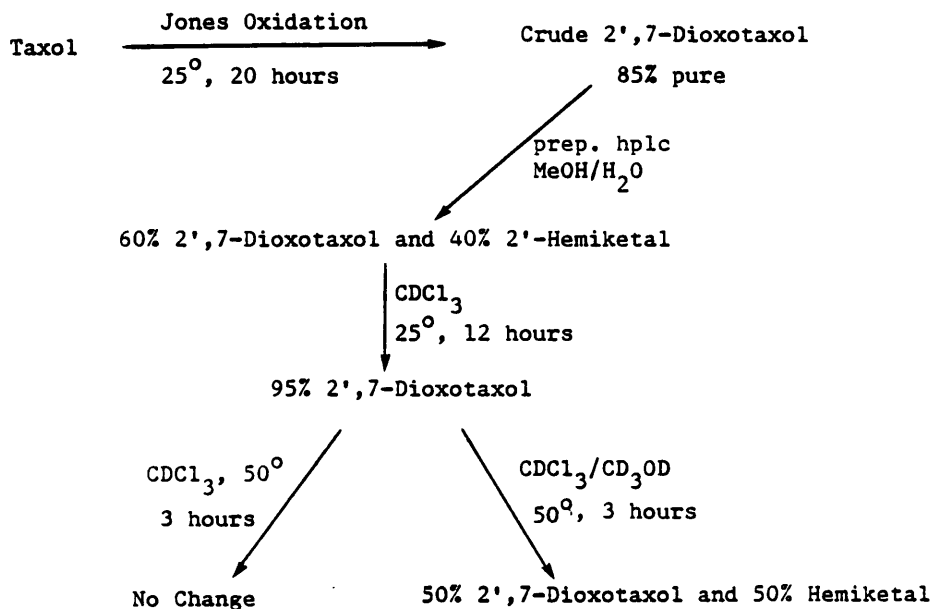 Jones Oxidation
Taxol
Crude 2',7-Dioxotaxol
25°, 20 hours
85% pure
prep. hplc
MeOH/H2O
60% 2',7-Dioxotaxol and 40% 2'-Hemiketal
CDCl3
25°, 12 hours
95% 2',7-Dioxotaxol
CDCl3, 50°
3 hours
CDCl3/CD3OD
50°, 3 hours
No Change
50% 2',7-Dioxotaxol and 50% Hemiketal